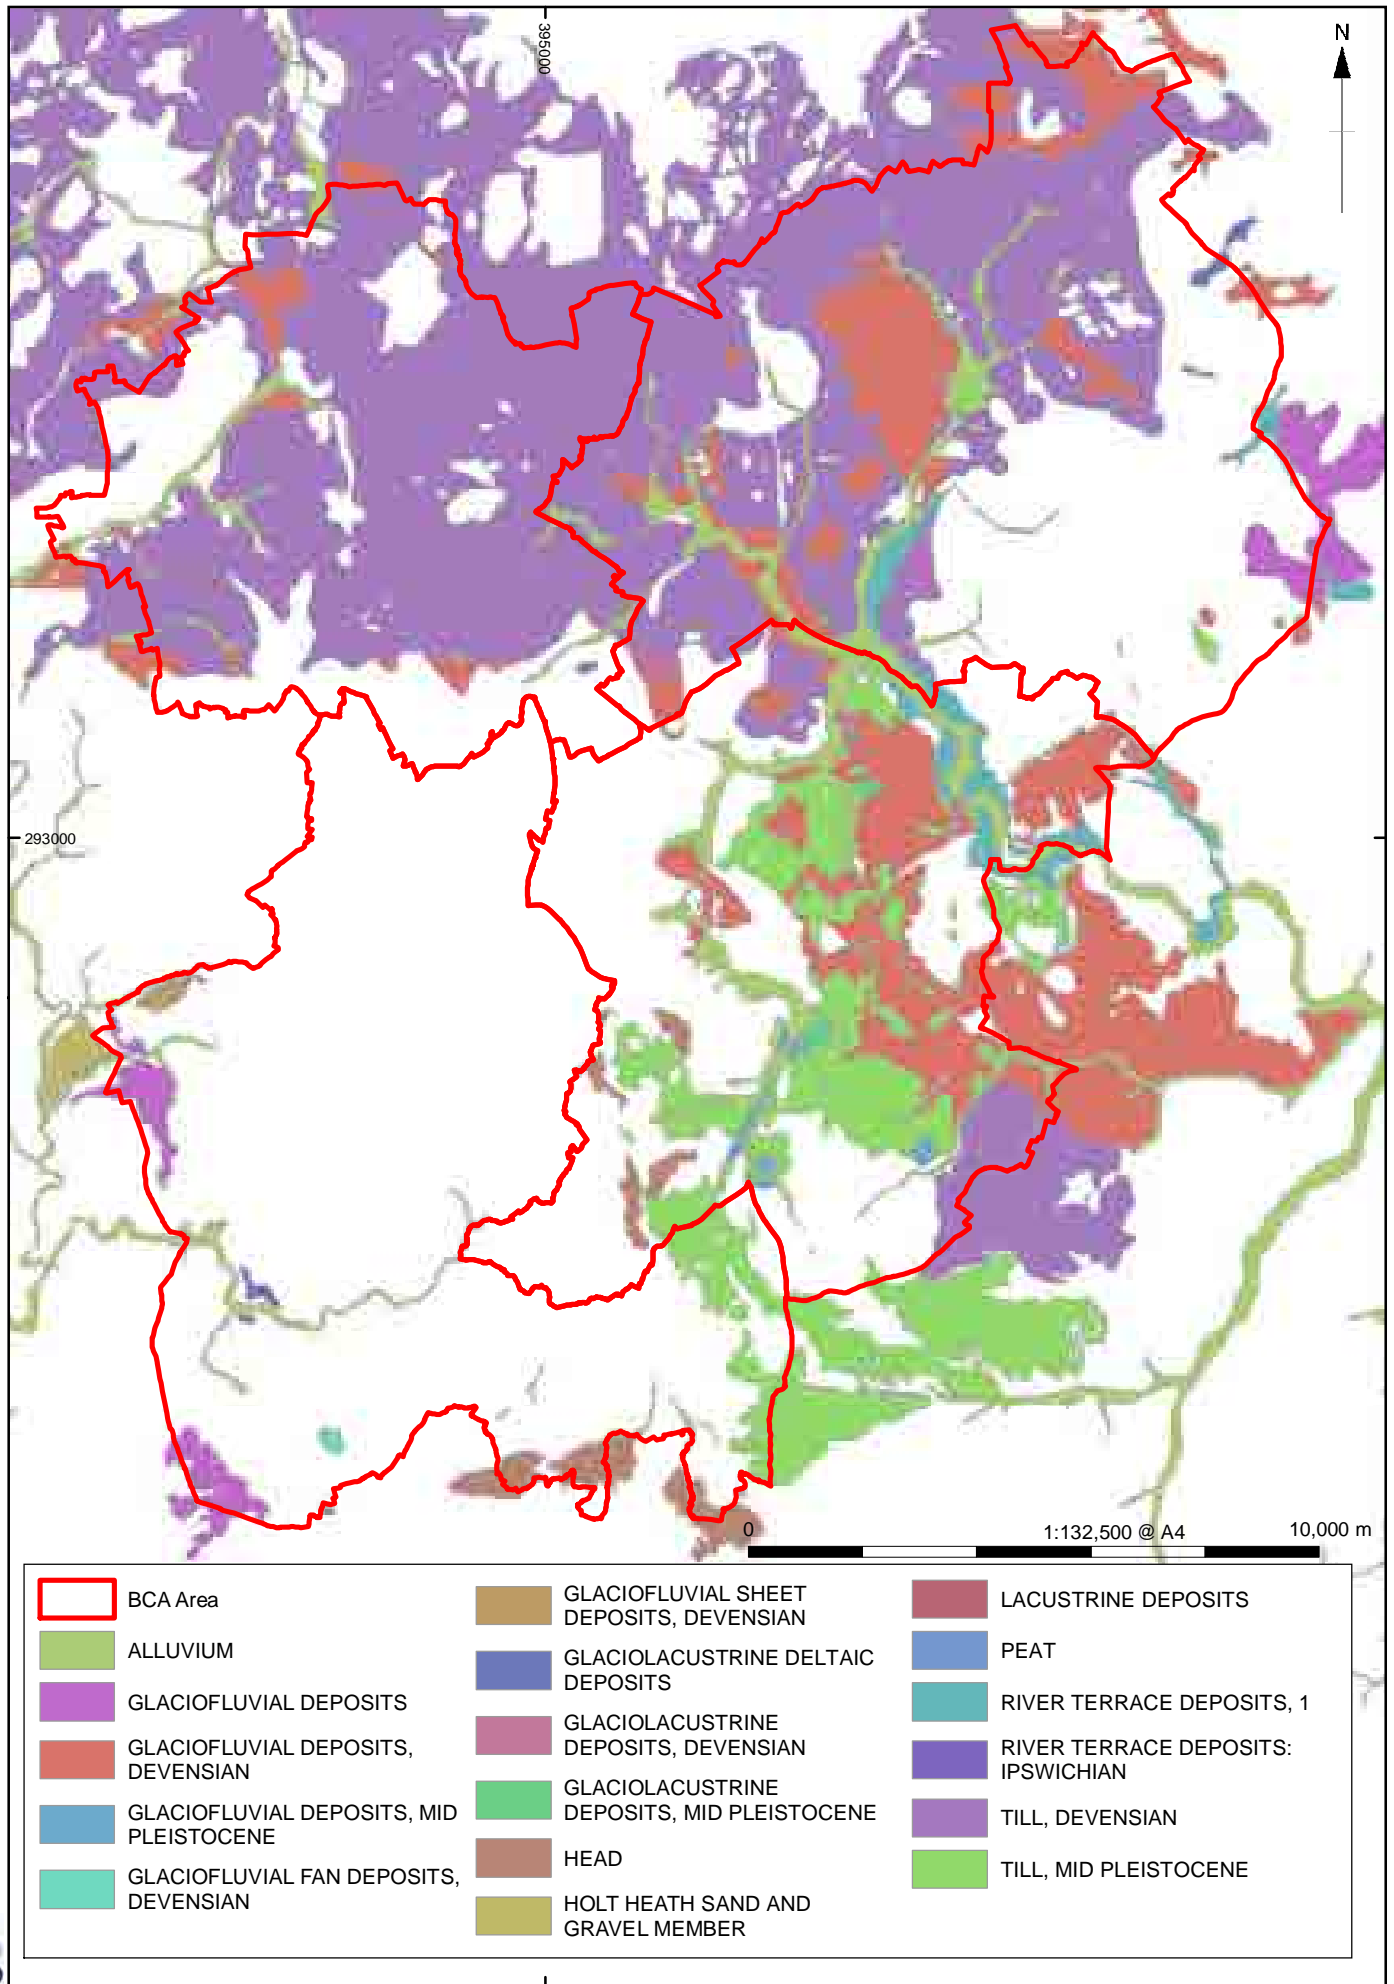 395000
N
293000
0
1:132,500 @ A4
10,000 m
BCA Area
ALLUVIUM
GLACIOFLUVIAL DEPOSITS
GLACIOFLUVIAL DEPOSITS,
DEVENSIAN
GLACIOFLUVIAL DEPOSITS, MID
PLEISTOCENE
GLACIOFLUVIAL FAN DEPOSITS,
DEVENSIAN
GLACIOFLUVIAL SHEET
DEPOSITS, DEVENSIAN
GLACIOLACUSTRINE DELTAIC
DEPOSITS
GLACIOLACUSTRINE
DEPOSITS, DEVENSIAN
GLACIOLACUSTRINE
DEPOSITS, MID PLEISTOCENE
HEAD
HOLT HEATH SAND AND
GRAVEL MEMBER
LACUSTRINE DEPOSITS
PEAT
RIVER TERRACE DEPOSITS, 1
RIVER TERRACE DEPOSITS:
IPSWICHIAN
TILL, DEVENSIAN
TILL, MID PLEISTOCENE